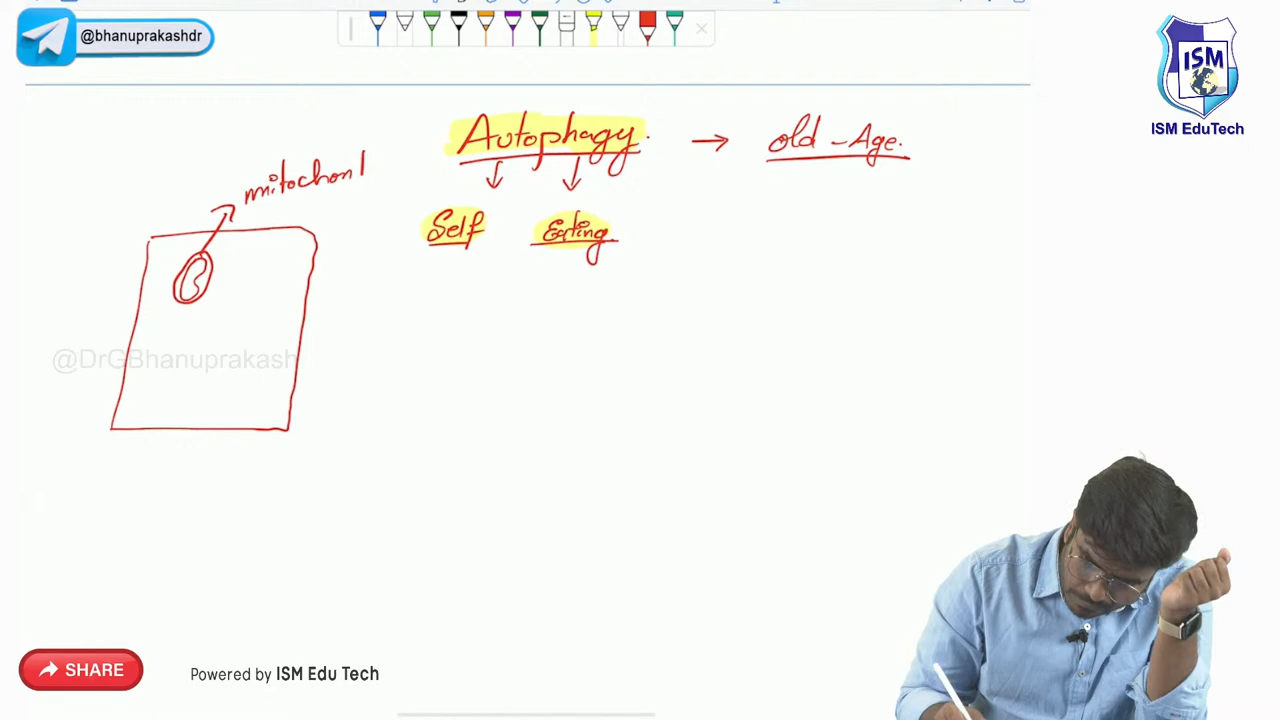 @bhanuprakashdr
ISM
ISM EduTech
Autophagy. → old-Age.
mitochon
Self Eating.
@DrGBhanuprakash
SHARE
Powered by ISM Edu Tech